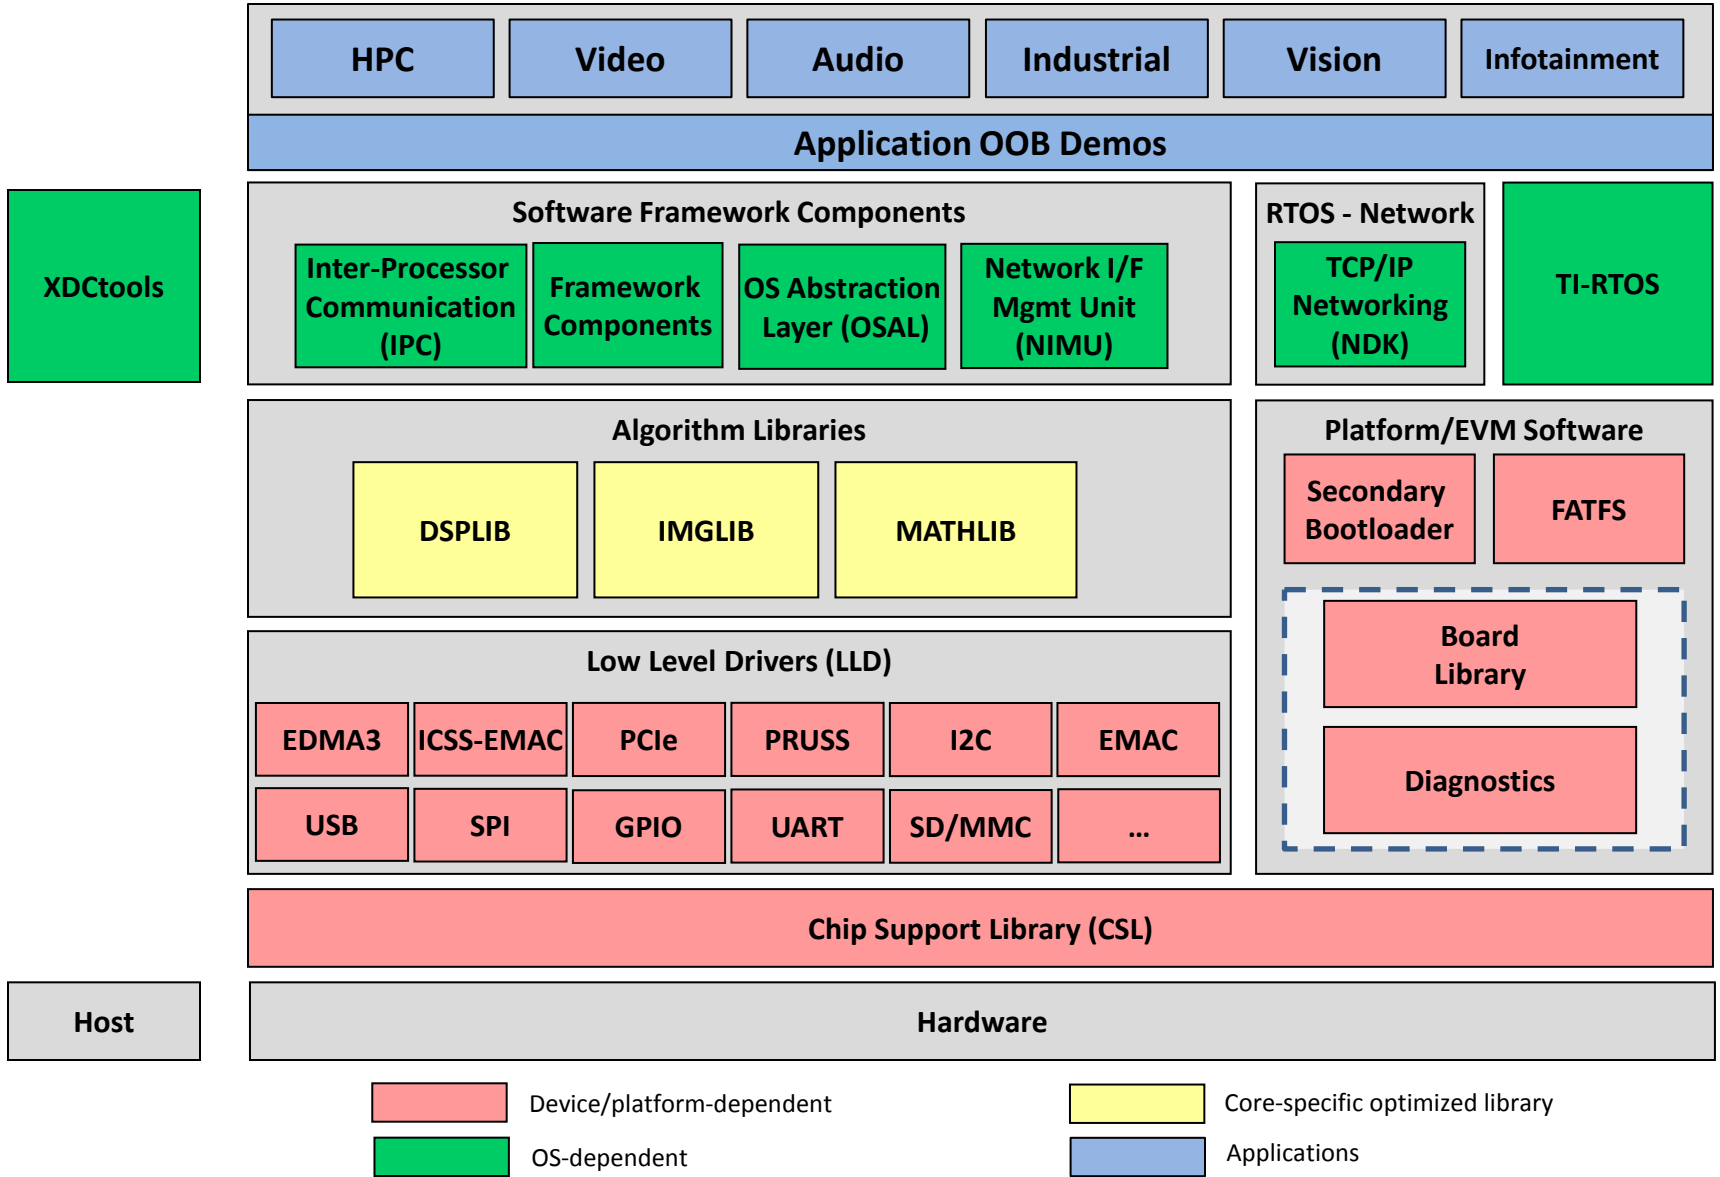 HPC
Video
Audio
Industrial
Vision
Infotainment
Application OOB Demos
XDCtools
Software Framework Components
Inter-Processor
Communication
(IPC)
Framework
Components
OS Abstraction
Layer (OSAL)
Network I/F
Mgmt Unit
(NIMU)
RTOS - Network
TCP/IP
Networking
(NDK)
TI-RTOS
Algorithm Libraries
DSPLIB
IMGLIB
MATHLIB
Platform/EVM Software
Secondary
Bootloader
FATFS
Board
Library
Diagnostics
Low Level Drivers (LLD)
EDMA3
ICSS-EMAC
PCIe
PRUSS
I2C
EMAC
USB
SPI
GPIO
UART
SD/MMC
...
Chip Support Library (CSL)
Host
Hardware
Device/platform-dependent
Core-specific optimized library
OS-dependent
Applications